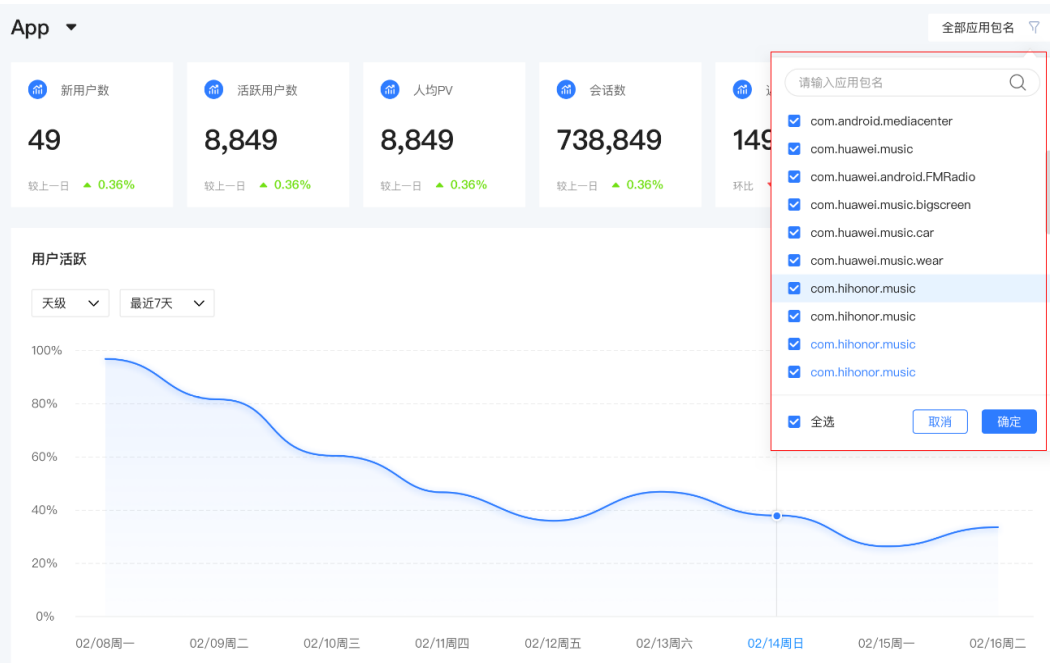 App
全部应用包名
新用户数
49
较上一日 0.36%
活跃用户数
8,849
较上一日 0.36%
人均PV
8,849
较上一日 0.36%
会话数
738,849
较上一日 0.36%
149
环比
请输入应用包名
com.android.mediacenter
com.huawei.music
com.huawei.android.FMRadio
com.huawei.music.bigscreen
com.huawei.music.car
com.huawei.music.wear
com.hihonor.music
com.hihonor.music
com.hihonor.music
com.hihonor.music
全选 取消 确定
用户活跃
天级 最近7天
100%
80%
60%
40%
20%
0%
02/08周一 02/09周二 02/10周三 02/11周四 02/12周五 02/13周六 02/14周日 02/15周一 02/16周二